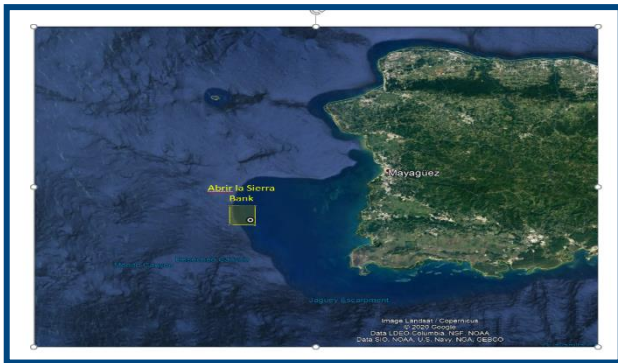 Mayagüez
Abrir la Sierra
Bank
Image Landsat / Copernicus
© 2020 Google
Data LDEO-Columbia, NSF, NOAA
Data SIO, NOAA, U.S. Navy, NGA, GEBCO